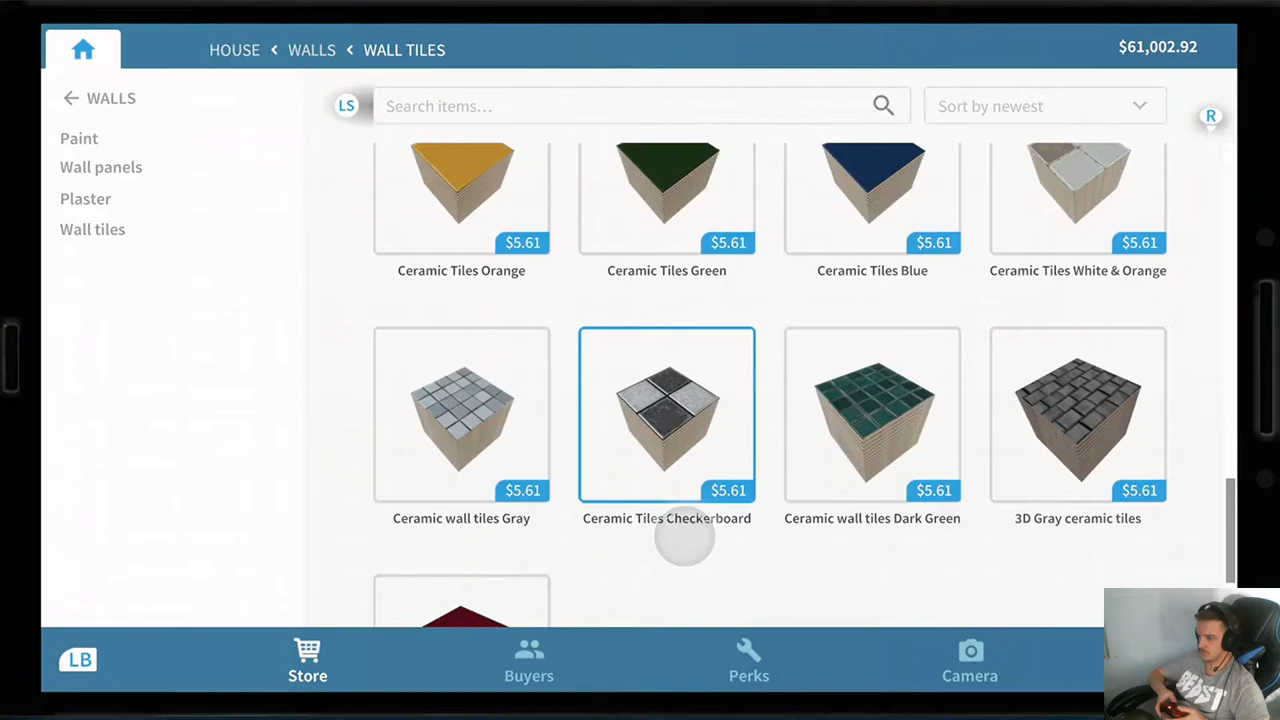 HOUSE < WALLS < WALL TILES
$61,002.92
← WALLS
Paint
Wall panels
Plaster
Wall tiles
LS
Search items...
Sort by newest
R
$5.61
$5.61
$5.61
$5.61
Ceramic Tiles Orange
Ceramic Tiles Green
Ceramic Tiles Blue
Ceramic Tiles White & Orange
$5.61
$5.61
$5.61
$5.61
Ceramic wall tiles Gray
Ceramic Tiles Checkerboard
Ceramic wall tiles Dark Green
3D Gray ceramic tiles
LB
Store
Buyers
Perks
Camera
BEAST